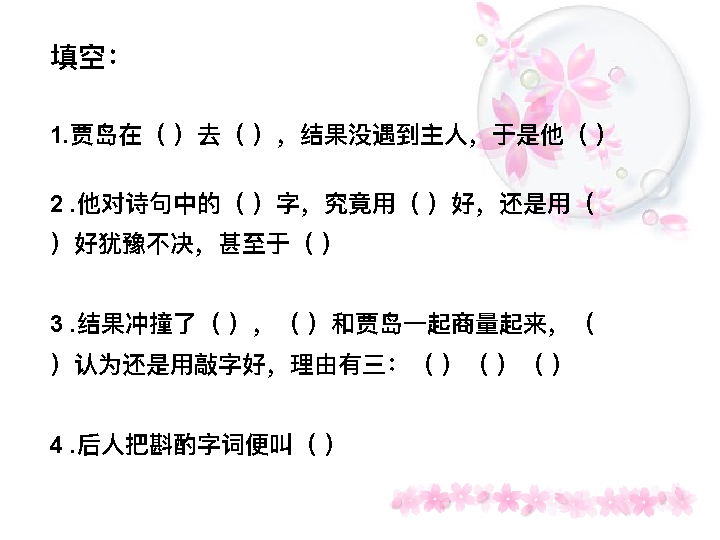 填空：
1.贾岛在（ ）去（ ），结果没遇到主人，于是他（ ）
2 .他对诗句中的（ ）字，究竟用（ ）好，还是用（
）好犹豫不决，甚至于（ ）
3 .结果冲撞了（ ），（ ）和贾岛一起商量起来，（
）认为还是用敲字好，理由有三：（ ）（ ）（ ）
4 .后人把斟酌字词便叫（ ）